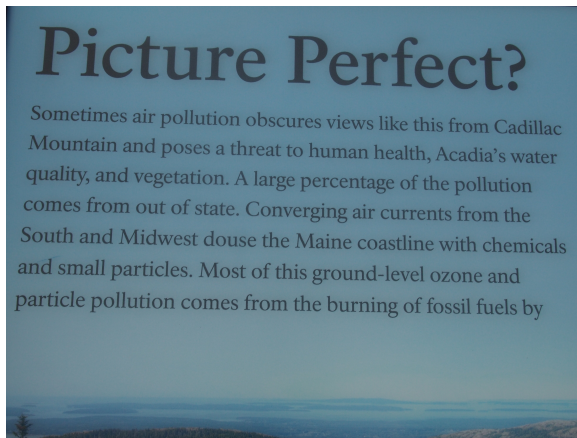 Picture Perfect?
Sometimes air pollution obscures views like this from Cadillac
Mountain and poses a threat to human health, Acadia's water
quality, and vegetation. A large percentage of the pollution
comes from out of state. Converging air currents from the
South and Midwest douse the Maine coastline with chemicals
and small particles. Most of this ground-level ozone and
particle pollution comes from the burning of fossil fuels by